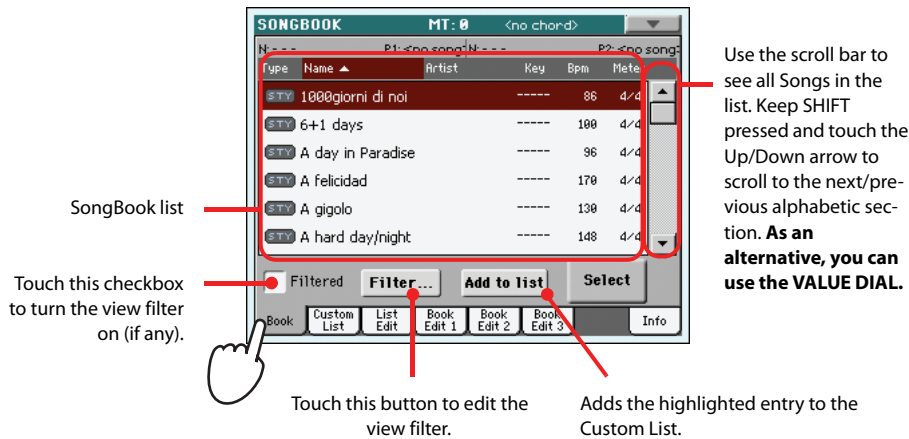 SONGBOOK MT: 0 <no chord>
N: - - - P1: <no song N: - - - P2: <no song
Type Name Artist Key Bpm Mete
STY 1000giorni di noi ----- 86 4/4
STY 6+1 days ----- 100 4/4
STY A day in Paradise ----- 96 4/4
STY A felicidad ----- 170 4/4
STY A gigolo ----- 130 4/4
STY A hard day/night ----- 148 4/4
Filtered Filter... Add to list Select
Book Custom List List Edit Book Edit 1 Book Edit 2 Book Edit 3 Info
SongBook list
Touch this checkbox
to turn the view filter
on (if any).
Touch this button to edit the
view filter.
Adds the highlighted entry to the
Custom List.
Use the scroll bar to
see all Songs in the
list. Keep SHIFT
pressed and touch the
Up/Down arrow to
scroll to the next/pre-
vious alphabetic sec-
tion. As an
alternative, you can
use the VALUE DIAL.